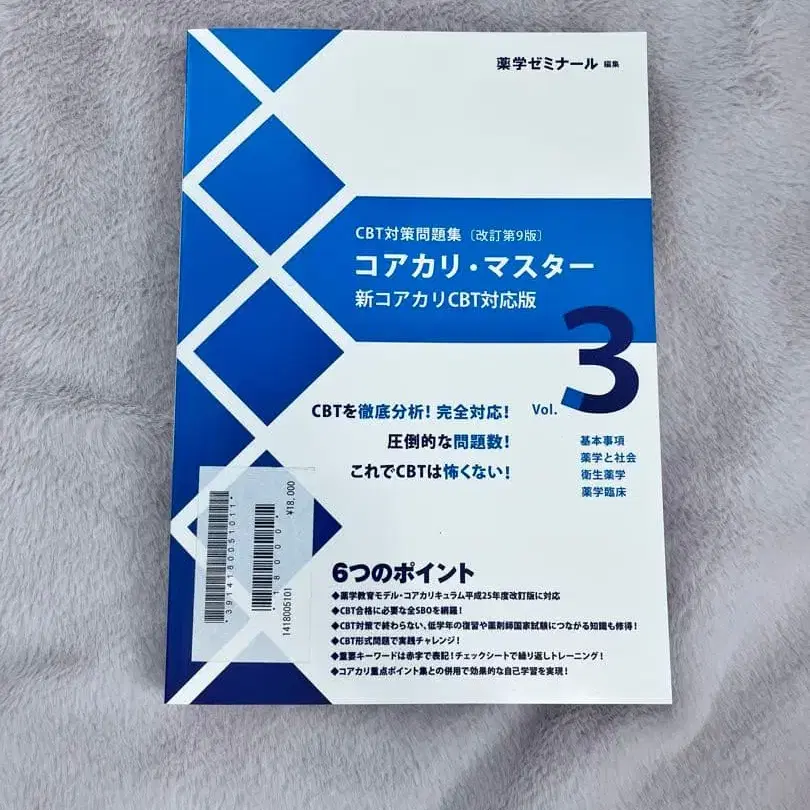 薬学ゼミナール 編集
CBT対策問題集〔改訂第9版〕
コアカリ・マスター
新コアカリCBT対応版
Vol. 3
CBTを徹底分析！完全対応！
圧倒的な問題数！
これでCBTは怖くない！
基本事項
薬学と社会
衛生薬学
薬学臨床
6つのポイント
◆薬学教育モデル・コアカリキュラム平成25年度改訂版に対応
◆CBT合格に必要な全SBOを網羅！
◆CBT対策で終わらない、低学年の復習や薬剤師国家試験につながる知識も修得！
◆CBT形式問題で実践チャレンジ！
◆重要キーワードは赤字で表記！チェックシートで繰り返しトレーニング！
◆コアカリ重点ポイント集との併用で効果的な自己学習を実現！
*391418005101１*
*18000*
¥18,000
1418005101